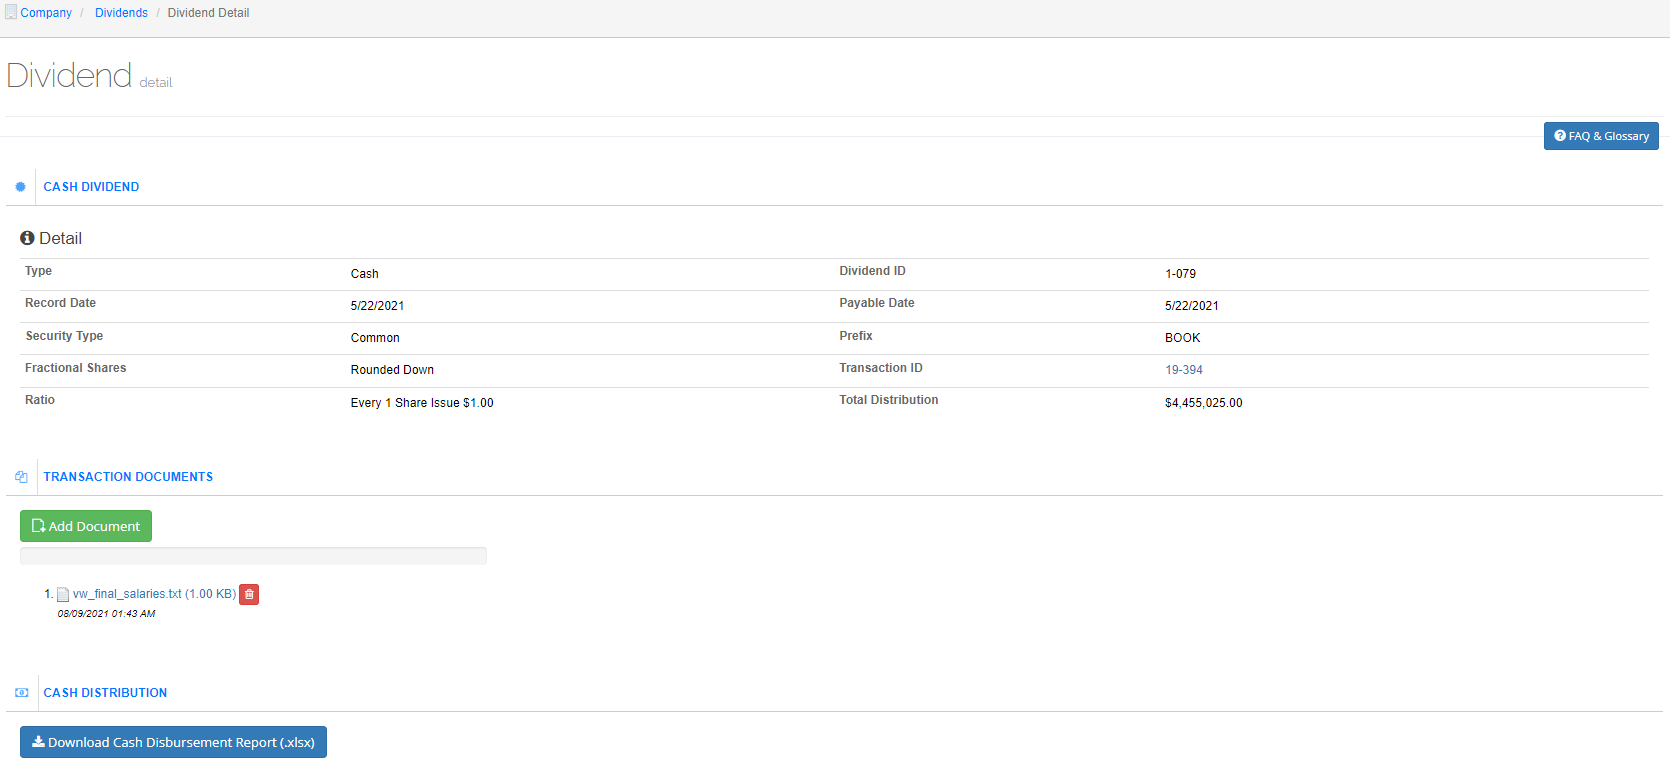 Company / Dividends / Dividend Detail
Dividend detail
FAQ & Glossary
CASH DIVIDEND
Detail
Type Cash Dividend ID 1-079
Record Date 5/22/2021 Payable Date 5/22/2021
Security Type Common Prefix BOOK
Fractional Shares Rounded Down Transaction ID 19-394
Ratio Every 1 Share Issue $1.00 Total Distribution $4,455,025.00
TRANSACTION DOCUMENTS
Add Document
1. vw_final_salaries.txt (1.00 KB)
08/09/2021 01:43 AM
CASH DISTRIBUTION
Download Cash Disbursement Report (.xlsx)